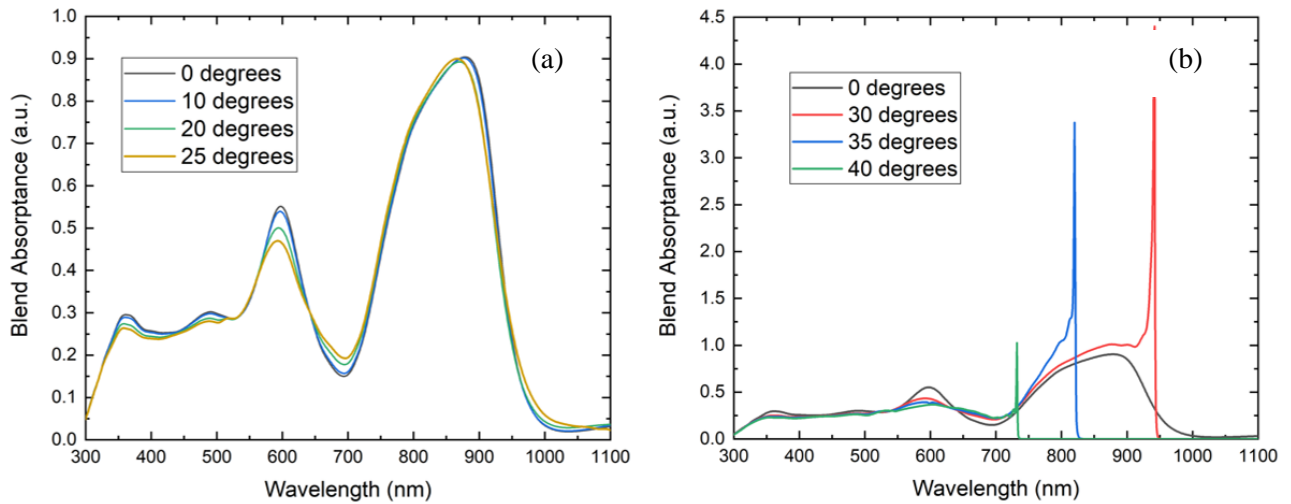 (a)
0 degrees
10 degrees
20 degrees
25 degrees
Blend Absorptance (a.u.)
1.0
0.9
0.8
0.7
0.6
0.5
0.4
0.3
0.2
0.1
0.0
300 400 500 600 700 800 900 1000 1100
Wavelength (nm)
(b)
0 degrees
30 degrees
35 degrees
40 degrees
Blend Absorptance (a.u.)
4.5
4.0
3.5
3.0
2.5
2.0
1.5
1.0
0.5
0.0
300 400 500 600 700 800 900 1000 1100
Wavelength (nm)